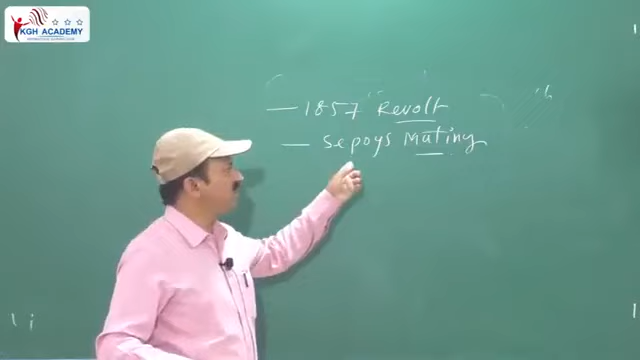 KGH ACADEMY
— 1857 Revolt
— Sepoys Mutiny